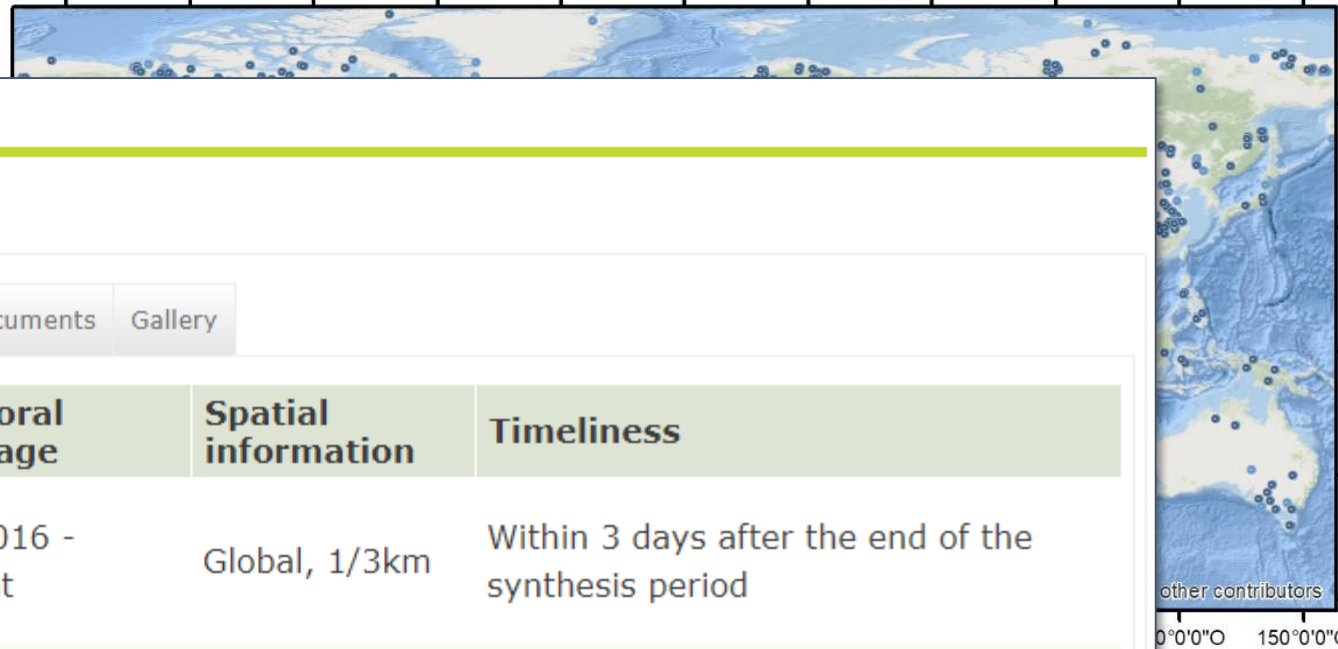 cuments Gallery
oral
age
Spatial
information
Timeliness
016 -
t
Global, 1/3km
Within 3 days after the end of the
synthesis period
other contributors
0°0'0"O 150°0'0"O